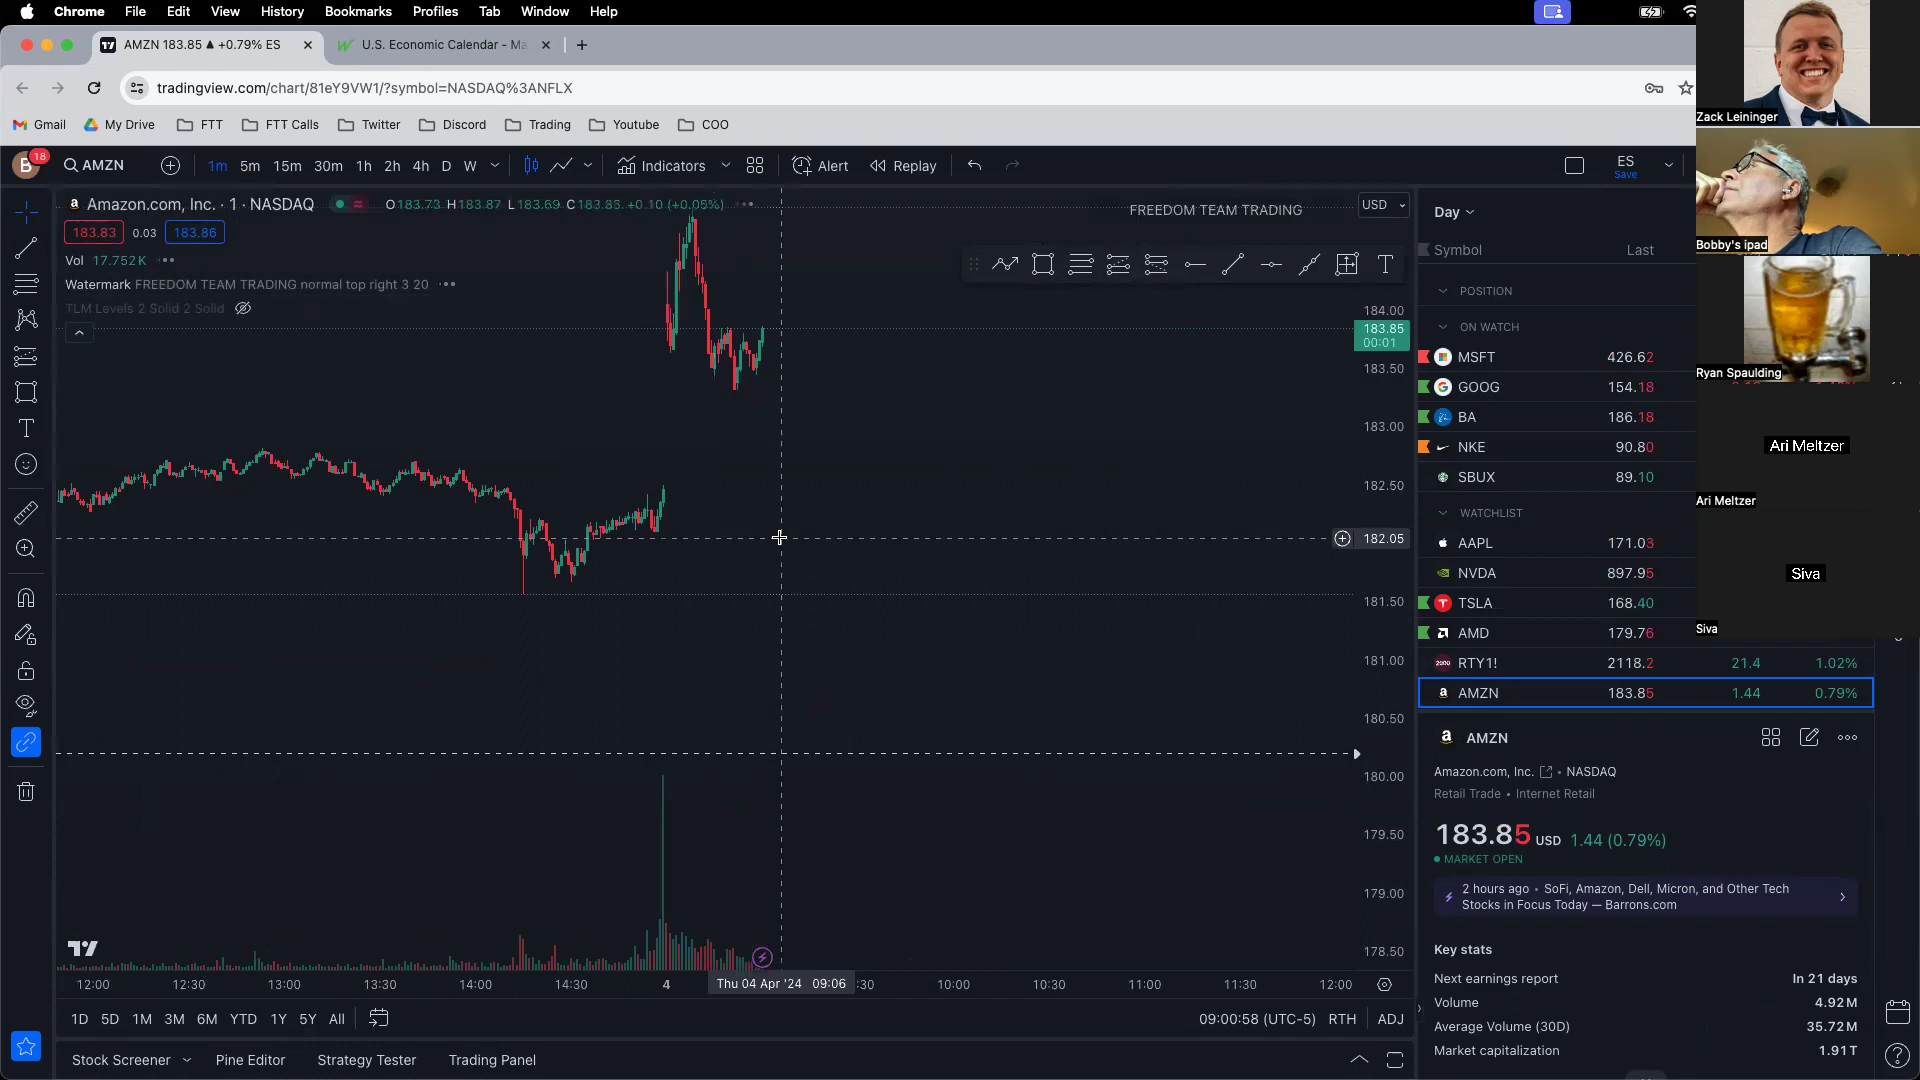 Chrome File Edit View History Bookmarks Profiles Tab Window Help
AMZN 183.85 ▲ +0.79% ES
U.S. Economic Calendar - Ma
tradingview.com/chart/81eY9VW1/?symbol=NASDAQ%3ANFLX
Gmail My Drive FTT FTT Calls Twitter Discord Trading Youtube COO
B 18 AMZN 1m 5m 15m 30m 1h 2h 4h D W Indicators Alert Replay ES
Save
Amazon.com, Inc. · 1 · NASDAQ O183.73 H183.87 L183.69 C183.83 +0.10 (+0.05%)
183.83 0.03 183.86
Vol 17.752K
Watermark FREEDOM TEAM TRADING normal top right 3 20
TLM Levels 2 Solid 2 Solid
FREEDOM TEAM TRADING
USD
T
184.00
183.85
00:01
183.50
183.00
182.50
182.05
181.50
181.00
180.50
180.00
179.50
179.00
178.50
12:00 12:30 13:00 13:30 14:00 14:30 4 Thu 04 Apr '24 09:06 :30 10:00 10:30 11:00 11:30 12:00
1D 5D 1M 3M 6M YTD 1Y 5Y All
09:00:58 (UTC-5) RTH ADJ
Stock Screener Pine Editor Strategy Tester Trading Panel
Day
Symbol Last
POSITION
ON WATCH
MSFT 426.62
GOOG 154.18
BA 186.18
NKE 90.80
SBUX 89.10
WATCHLIST
AAPL 171.03
NVDA 897.95
TSLA 168.40
AMD 179.76
RTY1! 2118.2 21.4 1.02%
AMZN 183.85 1.44 0.79%
AMZN
Amazon.com, Inc. • NASDAQ
Retail Trade • Internet Retail
183.85 USD 1.44 (0.79%)
MARKET OPEN
2 hours ago • SoFi, Amazon, Dell, Micron, and Other Tech
Stocks in Focus Today — Barrons.com
Key stats
Next earnings report In 21 days
Volume 4.92M
Average Volume (30D) 35.72M
Market capitalization 1.91T
Zack Leininger
Bobby's ipad
Ryan Spaulding
Ari Meltzer
Ari Meltzer
Siva
Siva